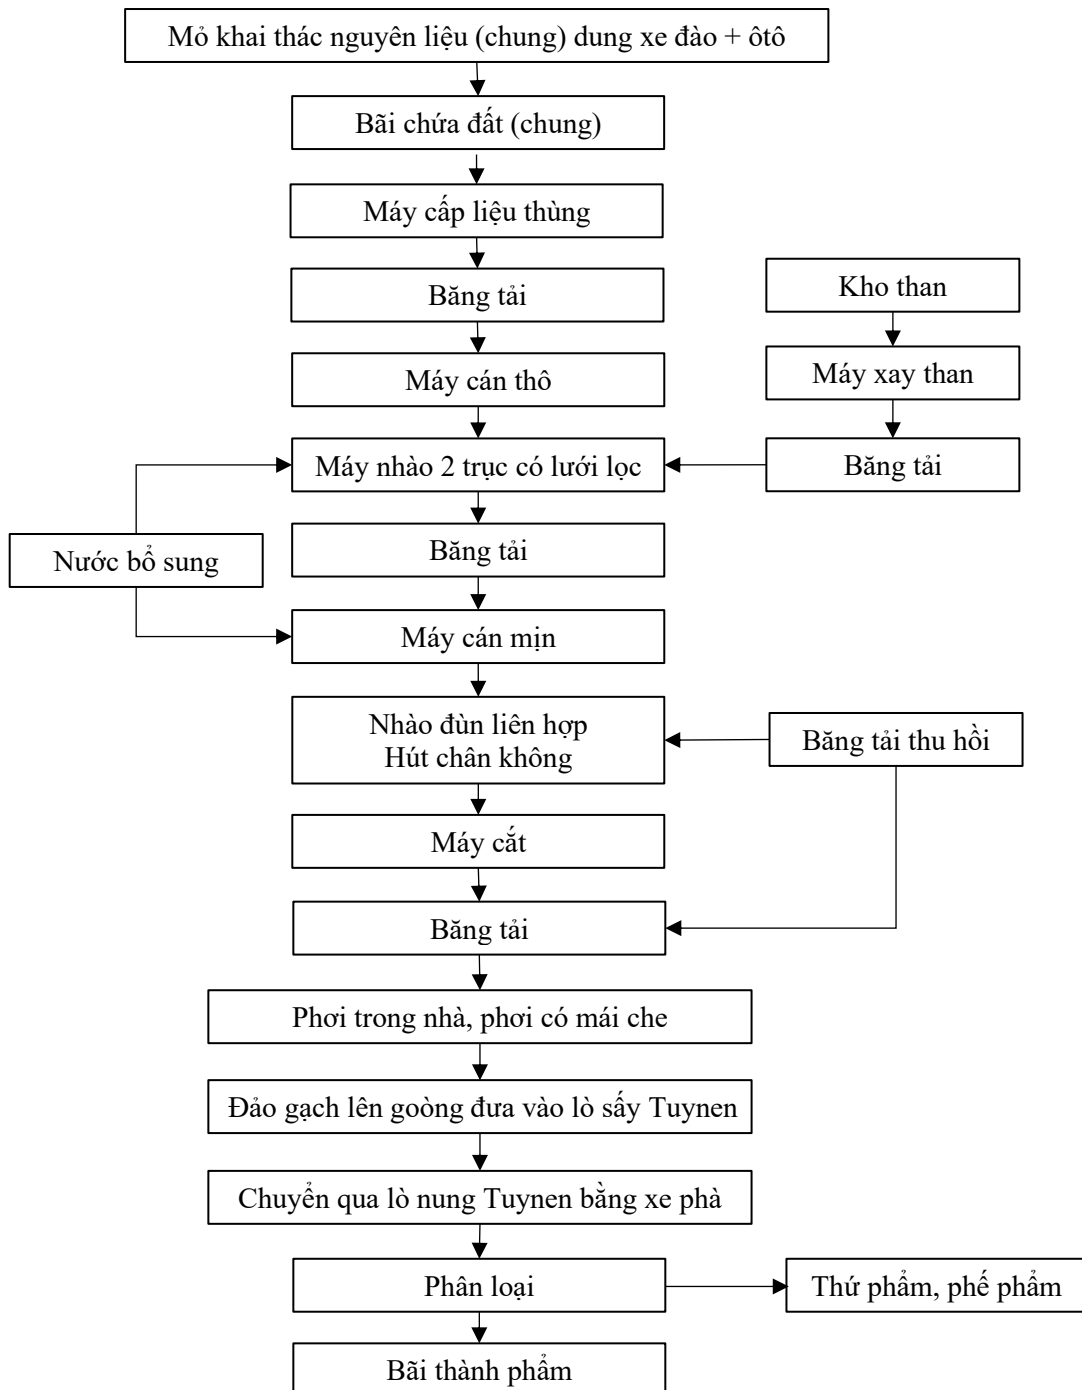 Mỏ khai thác nguyên liệu (chung) dung xe đào + ôtô
Bãi chứa đất (chung)
Máy cấp liệu thùng
Băng tải
Kho than
Máy cán thô
Máy xay than
Máy nhào 2 trục có lưới lọc
Băng tải
Nước bổ sung
Băng tải
Máy cán mịn
Nhào đùn liên hợp
Hút chân không
Băng tải thu hồi
Máy cắt
Băng tải
Phơi trong nhà, phơi có mái che
Đảo gạch lên goòng đưa vào lò sấy Tuynen
Chuyển qua lò nung Tuynen bằng xe phà
Phân loại
Thứ phẩm, phế phẩm
Bãi thành phẩm